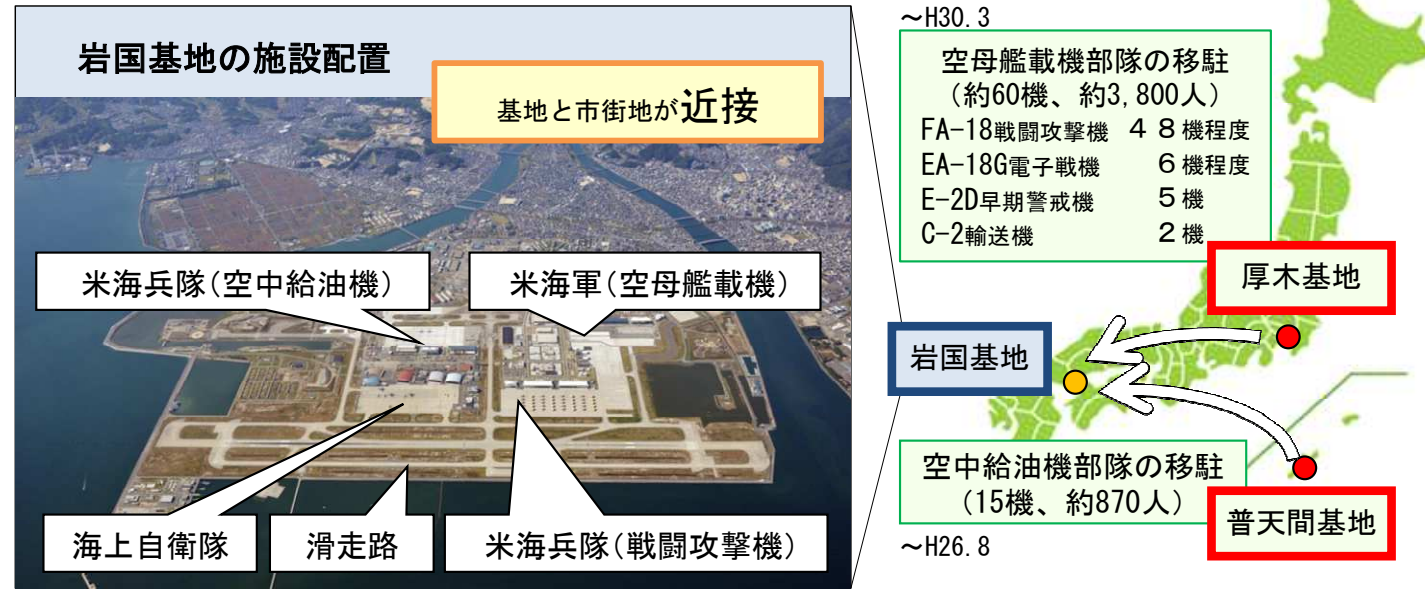 岩国基地の施設配置
基地と市街地が近接
米海兵隊（空中給油機）
米海軍（空母艦載機）
海上自衛隊
滑走路
米海兵隊（戦闘攻撃機）
～H30.3
空母艦載機部隊の移駐
（約60機、約3,800人）
FA-18戦闘攻撃機 ４８機程度
EA-18G電子戦機 ６機程度
E-2D早期警戒機 ５機
C-2輸送機 ２機
厚木基地
岩国基地
空中給油機部隊の移駐
（15機、約870人）
普天間基地
～H26.8